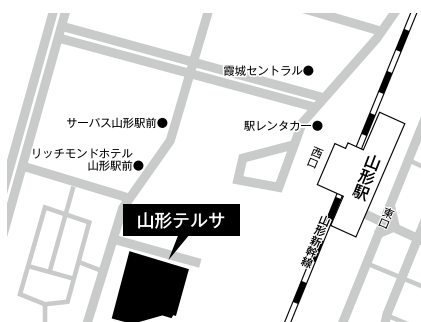 霞城セントラル
サーパス山形駅前
駅レンタカー
リッチモンドホテル
山形駅前
西口
山形駅
東口
山形テルサ
山形新幹線